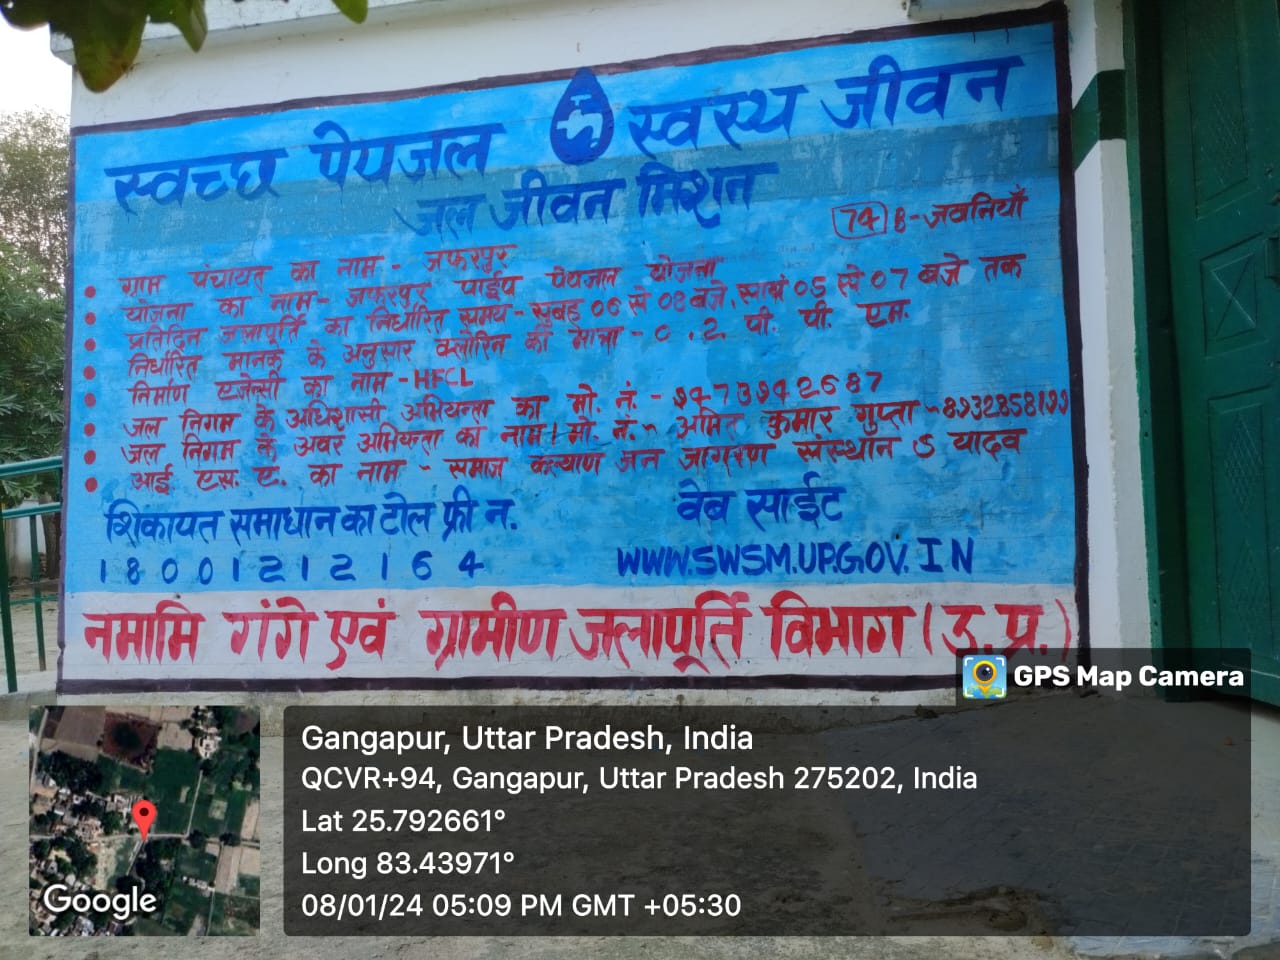 स्वच्छ पेयजल स्वस्थ जीवन
जल जीवन मिशन
74 B-जवनियाँ
ग्राम पंचायत का नाम - जफरपुर
योजना का नाम- जफरपुर पाईप पेयजल योजना
प्रतिदिन जलापूर्ति का निर्धारित समय - सुबह 06 से 08 बजे, सायं 05 से 07 बजे तक
निर्धारित मानक के अनुसार क्लोरिन की मात्रा - 0.2 पी. पी. एम.
निर्माण एजेन्सी का नाम - HFCL
जल निगम के अधिशासी अभियन्ता का मो. नं. - 9473942687
जल निगम के अवर अभियन्ता का नाम/मो. नं.- अमित कुमार गुप्ता -8932858199
आई. एस. ए. का नाम - समाज कल्याण जन जागरण संस्थान S यादव
शिकायत समाधान का टोल फ्री न. वेब साईट
18001212164 WWW.SWSM.UP.GOV.IN
नमामि गंगे एवं ग्रामीण जलापूर्ति विभाग (उ.प्र.)
GPS Map Camera
Gangapur, Uttar Pradesh, India
QCVR+94, Gangapur, Uttar Pradesh 275202, India
Lat 25.792661°
Long 83.43971°
08/01/24 05:09 PM GMT +05:30
Google